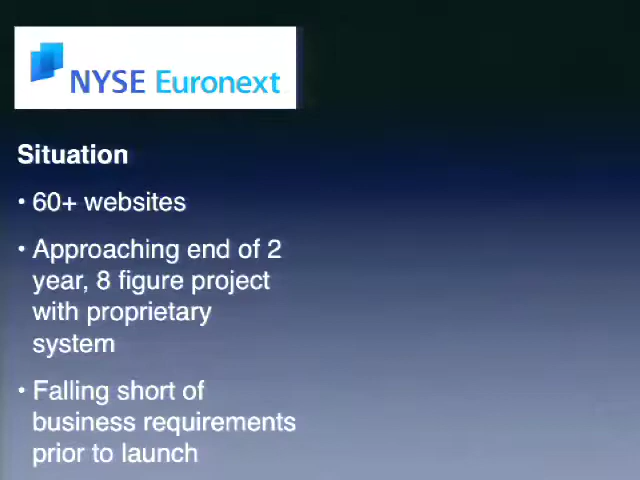 NYSE Euronext
Situation
• 60+ websites
• Approaching end of 2
year, 8 figure project
with proprietary
system
• Falling short of
business requirements
prior to launch